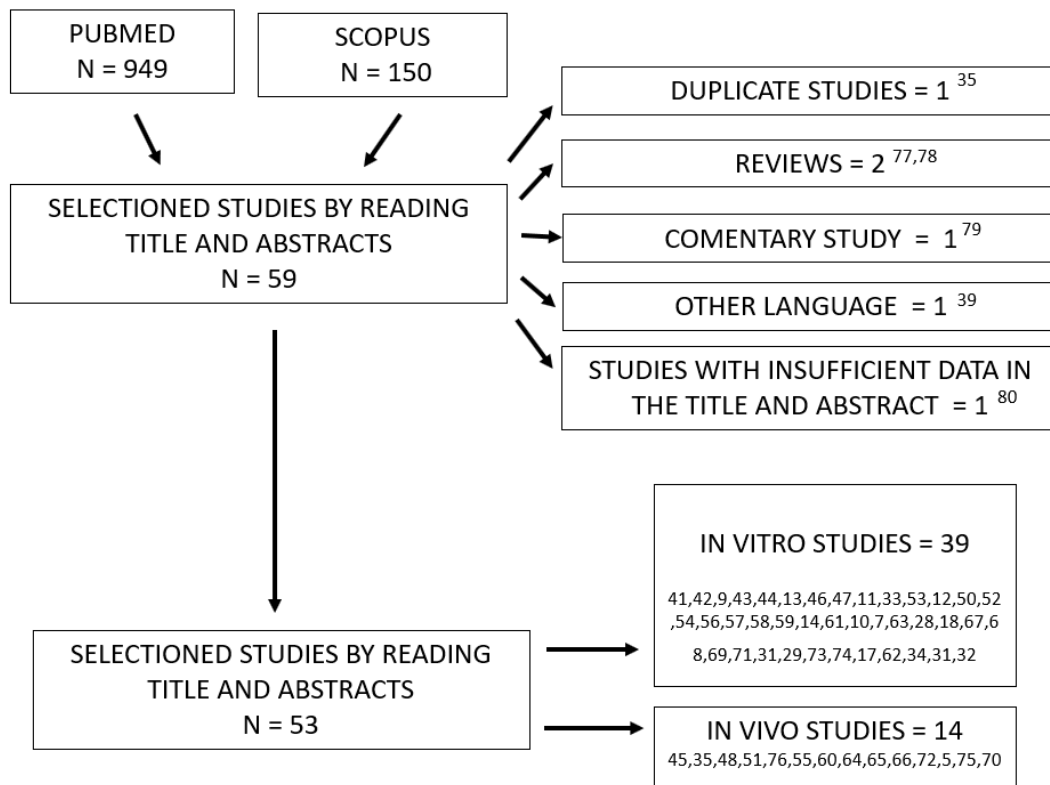 PUBMED
N = 949
SCOPUS
N = 150
SELECTIONED STUDIES BY READING
TITLE AND ABSTRACTS
N = 59
DUPLICATE STUDIES = 1 35
REVIEWS = 2 77,78
COMENTARY STUDY = 1 79
OTHER LANGUAGE = 1 39
STUDIES WITH INSUFFICIENT DATA IN
THE TITLE AND ABSTRACT = 1 80
SELECTIONED STUDIES BY READING
TITLE AND ABSTRACTS
N = 53
IN VITRO STUDIES = 39
41,42,9,43,44,13,46,47,11,33,53,12,50,52
,54,56,57,58,59,14,61,10,7,63,28,18,67,6
8,69,71,31,29,73,74,17,62,34,31,32
IN VIVO STUDIES = 14
45,35,48,51,76,55,60,64,65,66,72,5,75,70